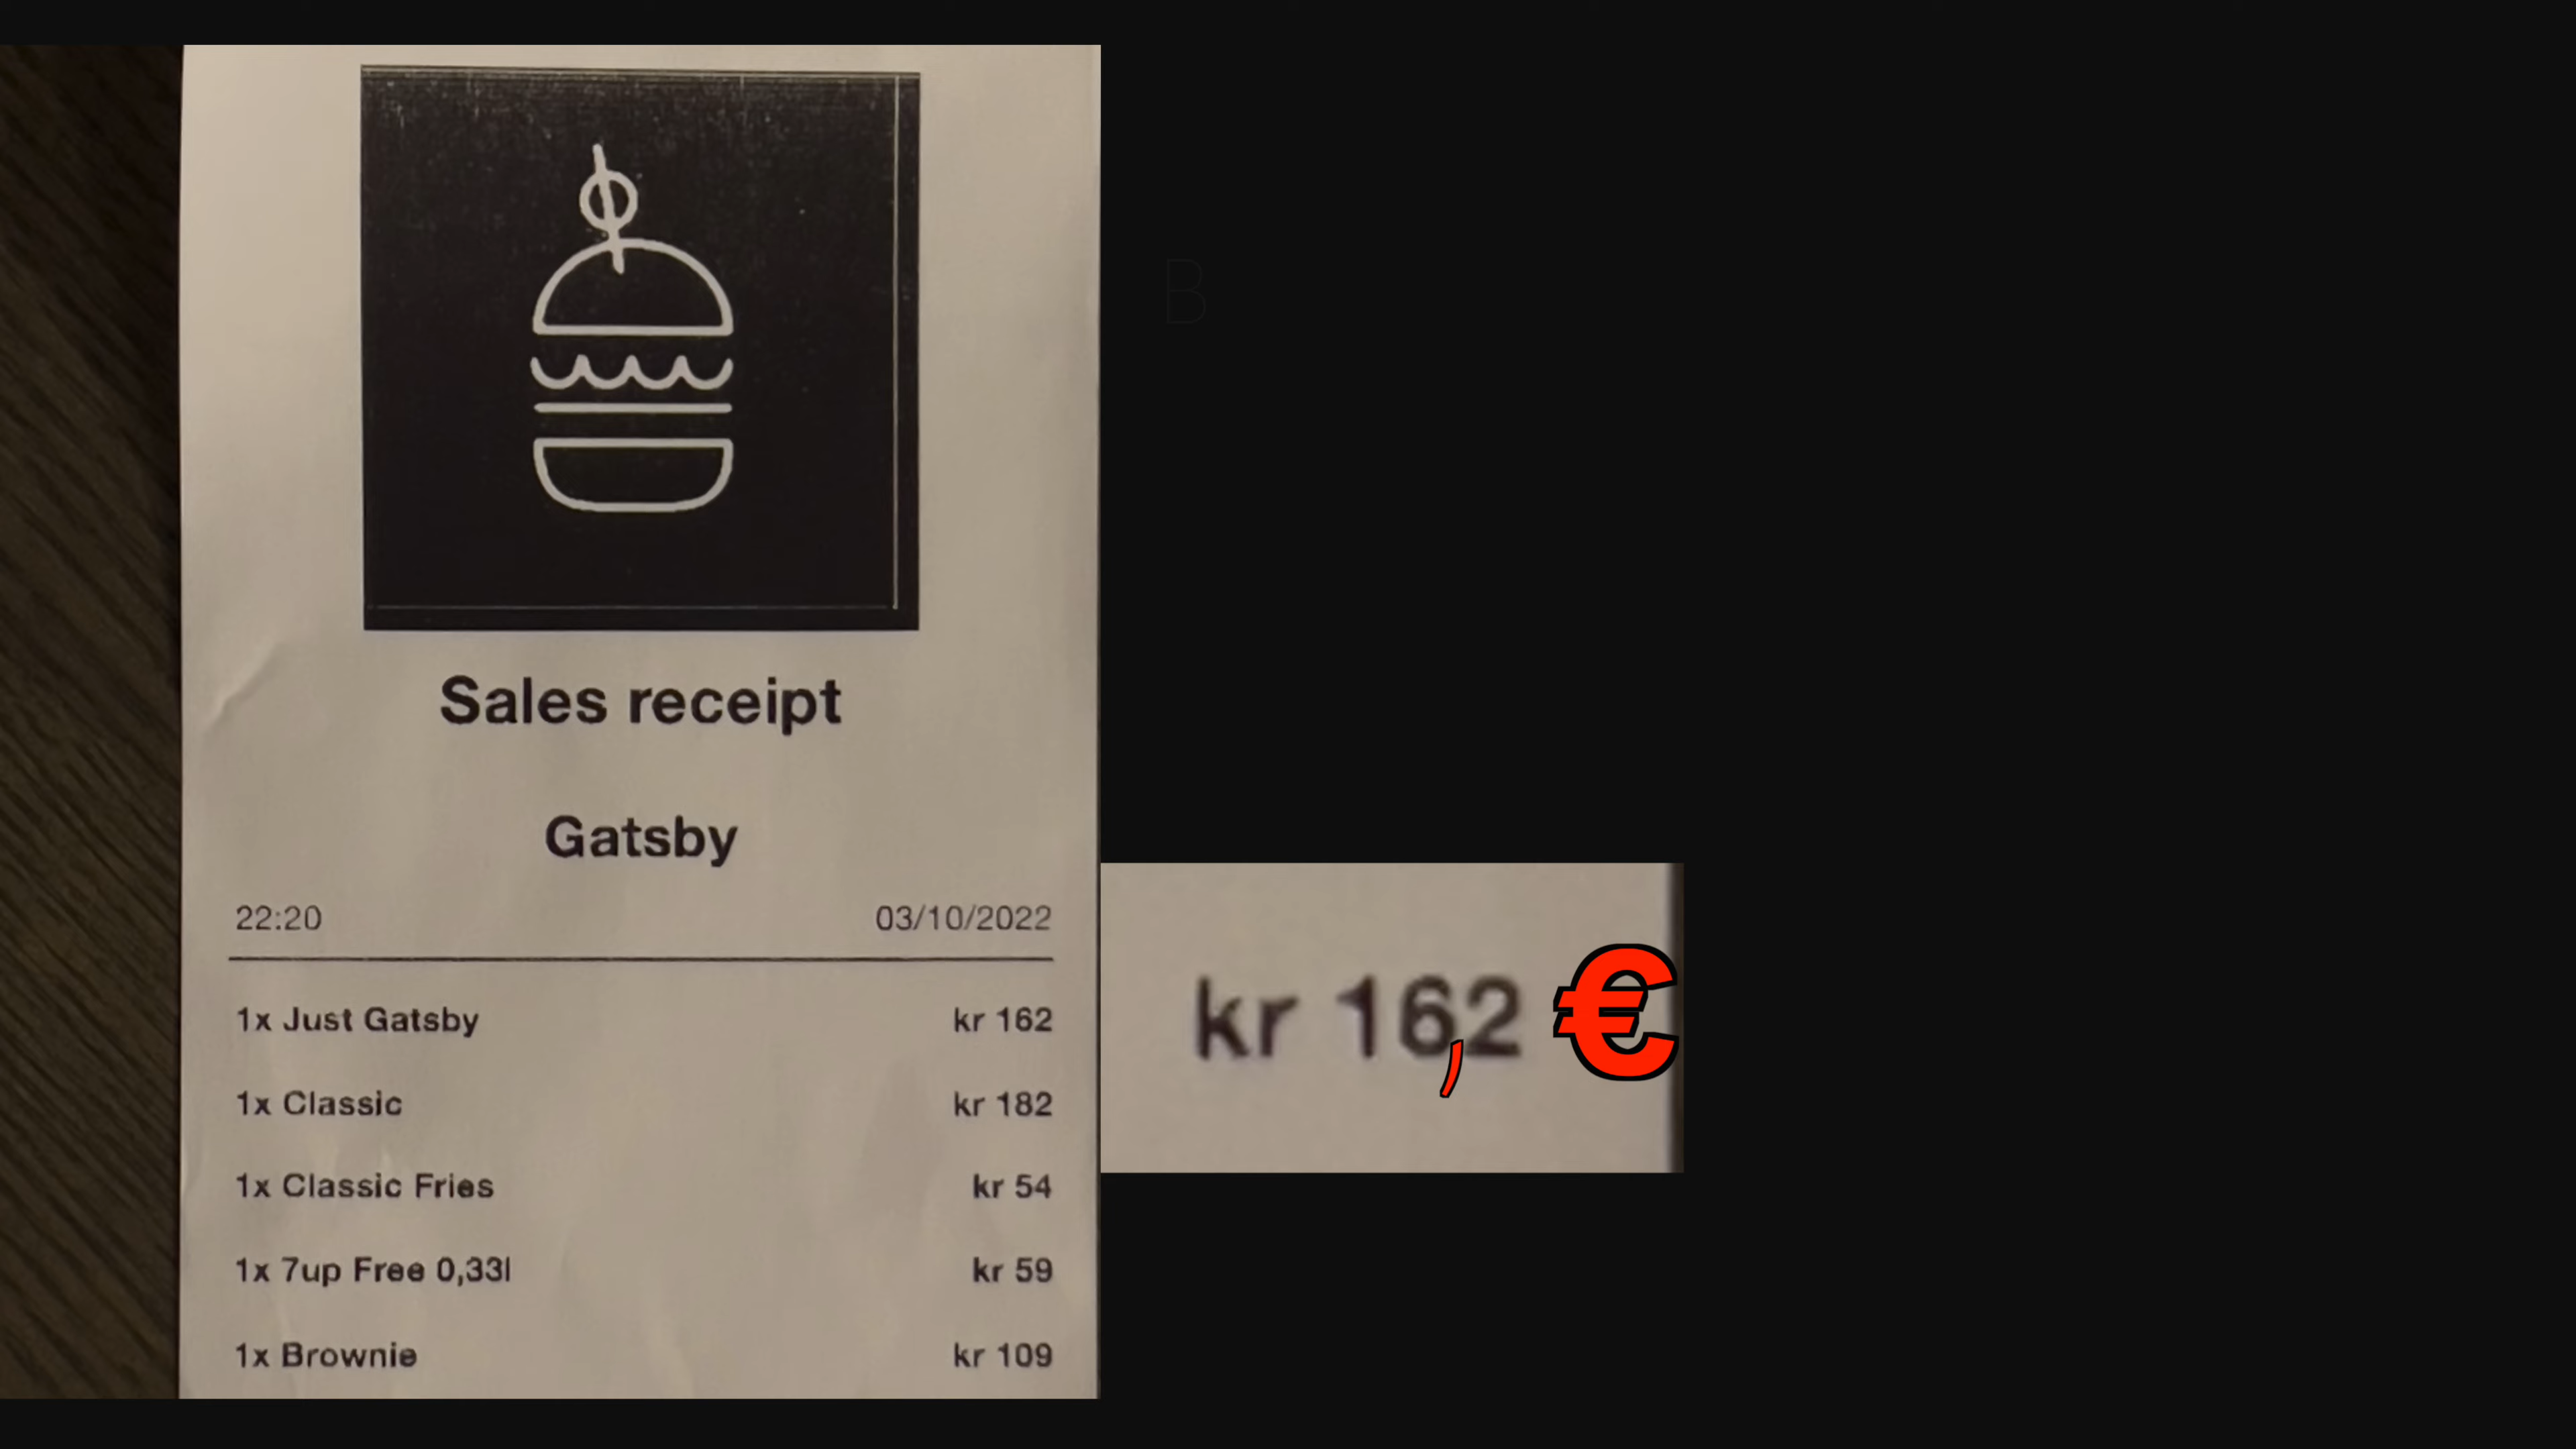 Sales receipt
Gatsby
22:20 03/10/2022
1x Just Gatsby kr 162
1x Classic kr 182
1x Classic Fries kr 54
1x 7up Free 0,33l kr 59
1x Brownie kr 109
B
kr 16,2 €